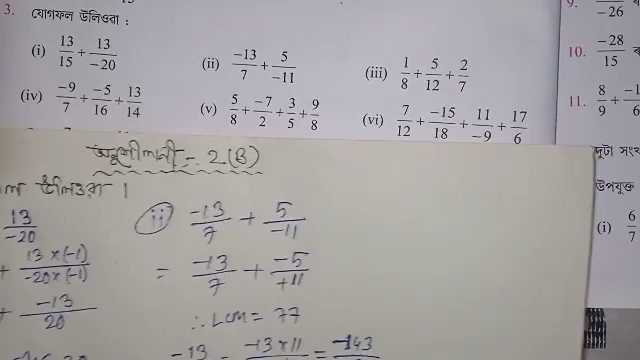 3. যোগফল উলিওৱা :
(i) 13/15 + 13/-20 (ii) -13/7 + 5/-11 (iii) 1/8 + 5/12 + 2/7
(iv) -9/7 + -5/16 + 13/14 (v) 5/8 + -7/2 + 3/5 + 9/8 (vi) 7/12 + -15/18 + 11/-9 + 17/6
9. /-26
10. -28/15
11. 8/9 + -1/6
দুটা সংখ
উপযুক্ত
(i) 6/7
অনুশীলনী :- 2(B)
ল উলিওৱা ।
13/-20
+ 13×(-1)/-20×(-1)
+ -13/20
(ii) -13/7 + 5/-11
= -13/7 + -5/+11
∴ LCM = 77
-13 = -13×11 = -143